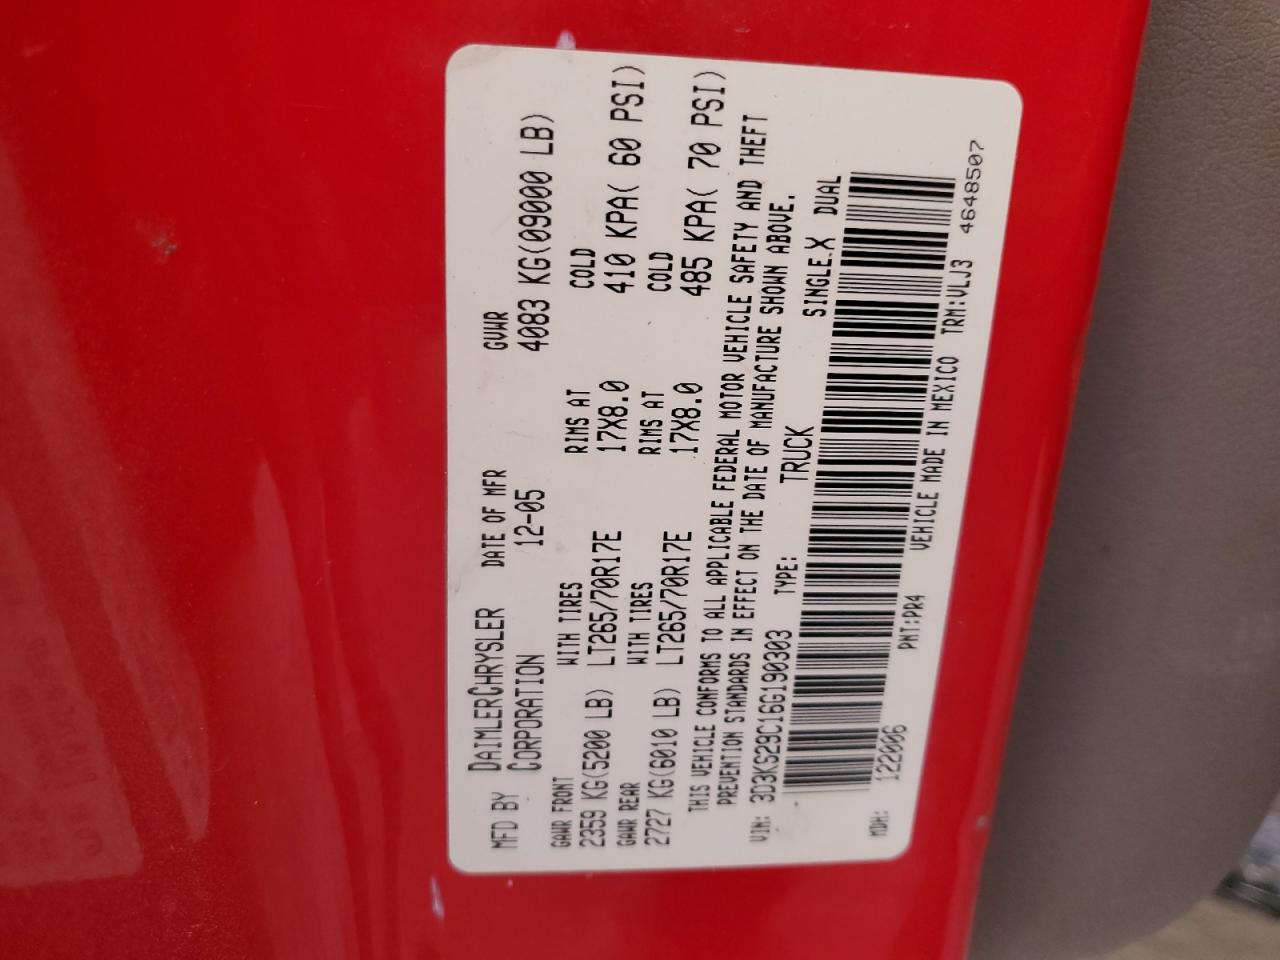 MFD BY DAIMLERCHRYSLER CORPORATION DATE OF MFR 12-05 GVWR 4083 KG(09000 LB)
GAWR FRONT WITH TIRES RIMS AT COLD
2359 KG(5200 LB) LT265/70R17E 17X8.0 410 KPA( 60 PSI)
GAWR REAR WITH TIRES RIMS AT COLD
2727 KG(6010 LB) LT265/70R17E 17X8.0 485 KPA( 70 PSI)
THIS VEHICLE CONFORMS TO ALL APPLICABLE FEDERAL MOTOR VEHICLE SAFETY AND THEFT
PREVENTION STANDARDS IN EFFECT ON THE DATE OF MANUFACTURE SHOWN ABOVE.
VIN: 3D3KS29C16G190303 TYPE: TRUCK SINGLE.X DUAL
MDH: 122006 PNT:PR4 VEHICLE MADE IN MEXICO TRM:VLJ3 4648507